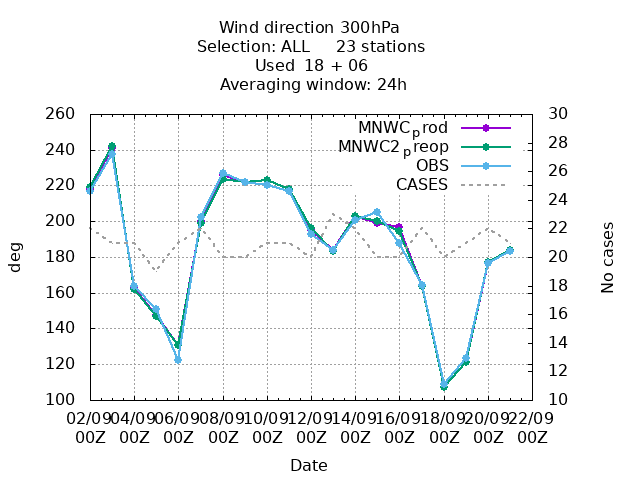 Wind direction 300hPa
Selection: ALL 23 stations
Used 18 + 06
Averaging window: 24h
260 30
240 28
220 26
200 24
180 22
160 20
140 18
120 16
100 14
12
10
MNWCprod
MNWC2preop
OBS
CASES
deg
No cases
02/09 04/09 06/09 08/09 10/09 12/09 14/09 16/09 18/09 20/09 22/09
00Z 00Z 00Z 00Z 00Z 00Z 00Z 00Z 00Z 00Z 00Z
Date